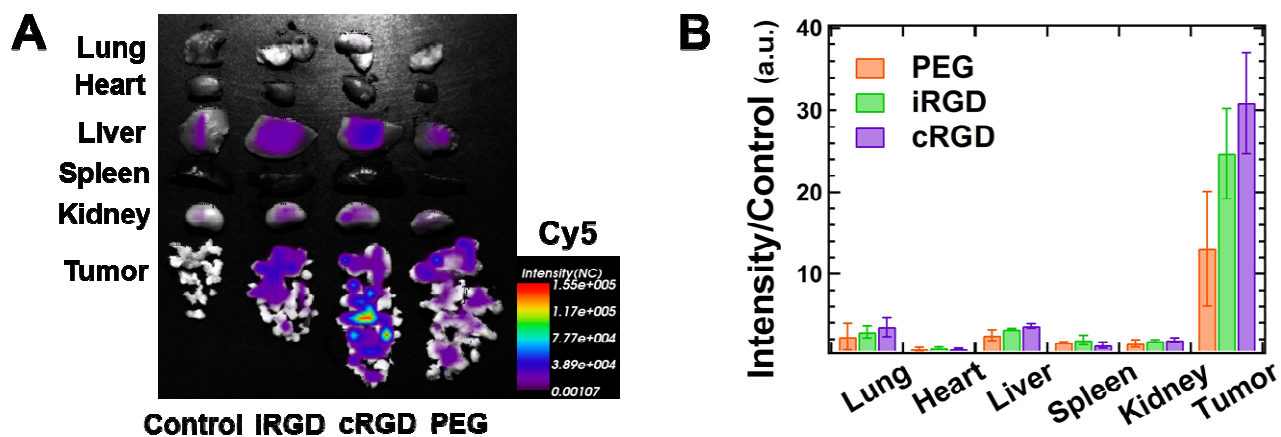 A
Lung
Heart
LIver
Spleen
Kidney
Tumor
Control IRGD cRGD PEG
Cy5
Intensity(NC)
1.55e+005
1.17e+005
7.77e+004
3.89e+004
0.00107
B
Intensity/Control (a.u.)
40
30
20
10
PEG
iRGD
cRGD
Lung
Heart
Liver
Spleen
Kidney
Tumor